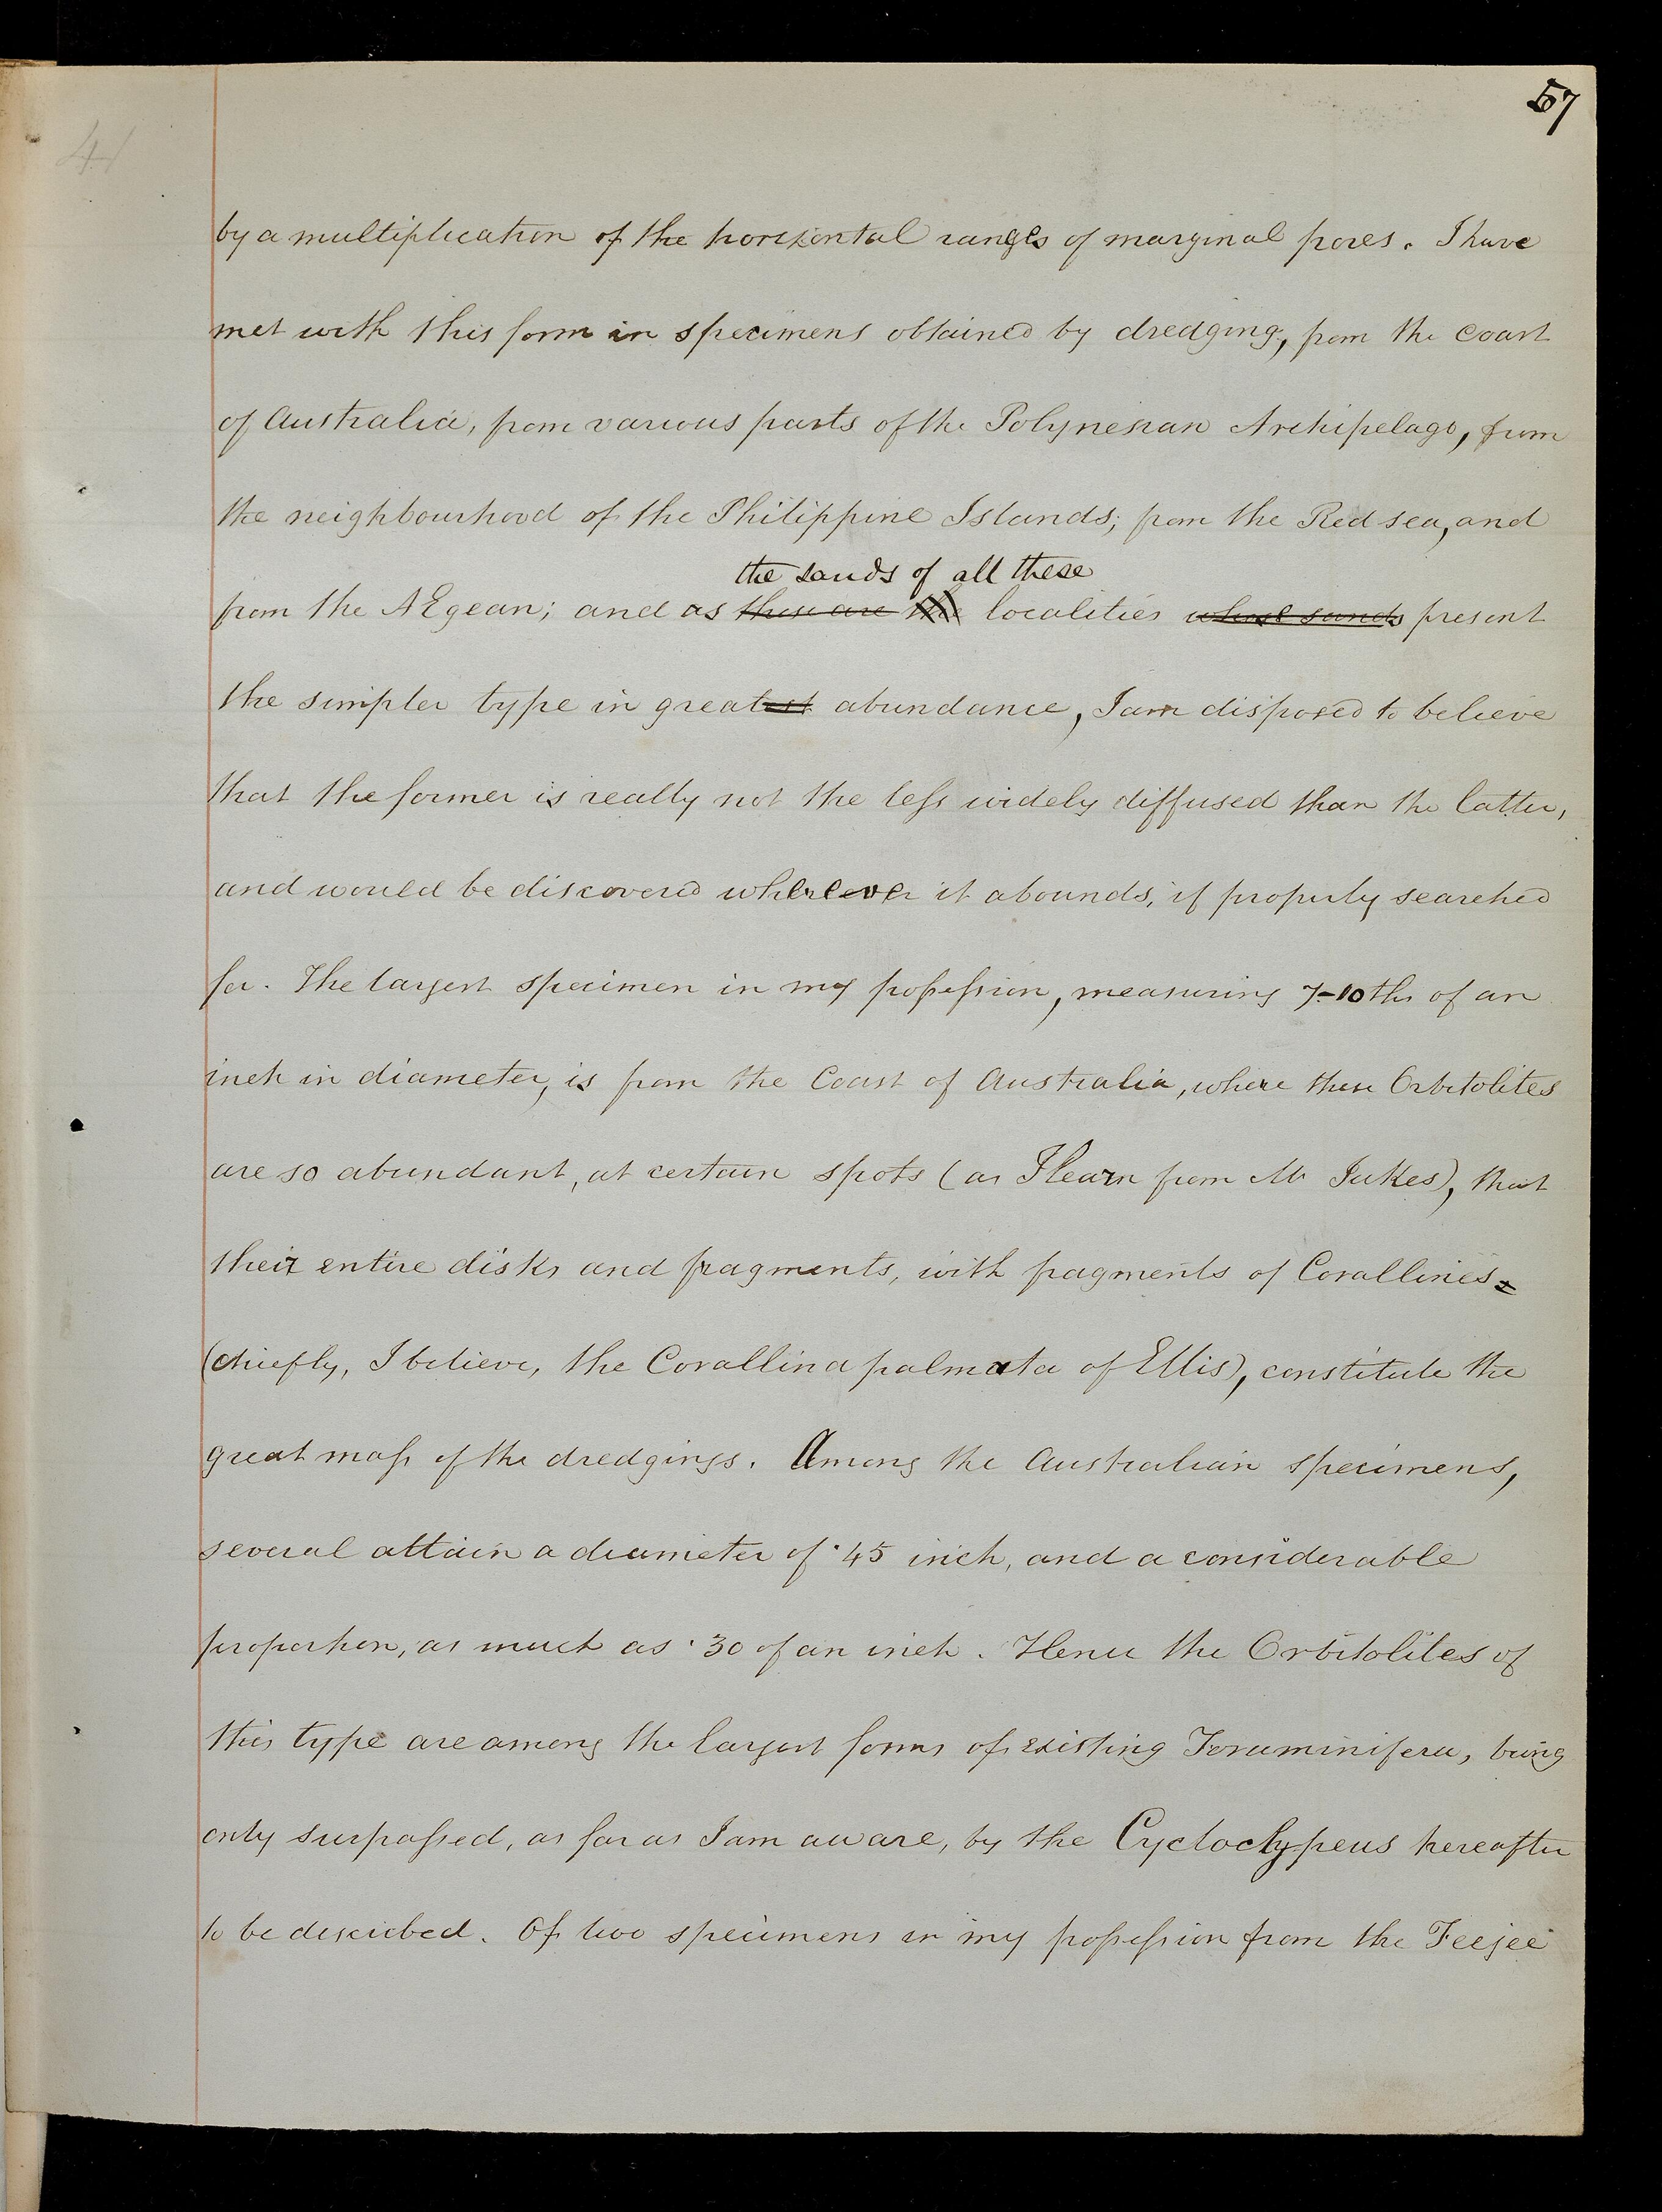 57
41
by a multiplication of the horizontal ranges of marginal pores. I have
met with this form in specimens obtained by dredging, from the coast
of Australia, from various parts of the Polynesian Archipelago, from
the neighbourhood of the Philippine Islands, from the Red sea, and
the sands of all these
from the AEgean; and as these are the localities whose sands present
the simpler type in greatest abundance, I am disposed to believe
that the former is really not the less widely diffused than the latter,
and would be discovered wherever it abounds, if properly searched
for. The largest specimen in my possession, measuring 7-10ths of an
inch in diameter, is from the Coast of Australia, where these Orbitolites
are so abundant, at certain spots (as I learn from Mr Jukes), that
their entire disks and fragments, with fragments of Corallines
(chiefly, I believe, the Corallina palmata of Ellis), constitute the
great mass of the dredgings. Among the Australian specimens,
several attain a diameter of ·45 inch, and a considerable
proportion, as much as ·30 of an inch. Hence the Orbitolites of
this type are among the largest forms of existing Foraminifera, being
only surpassed, as far as I am aware, by the Cycloclypeus hereafter
to be described. Of two specimens in my possession from the Feejee